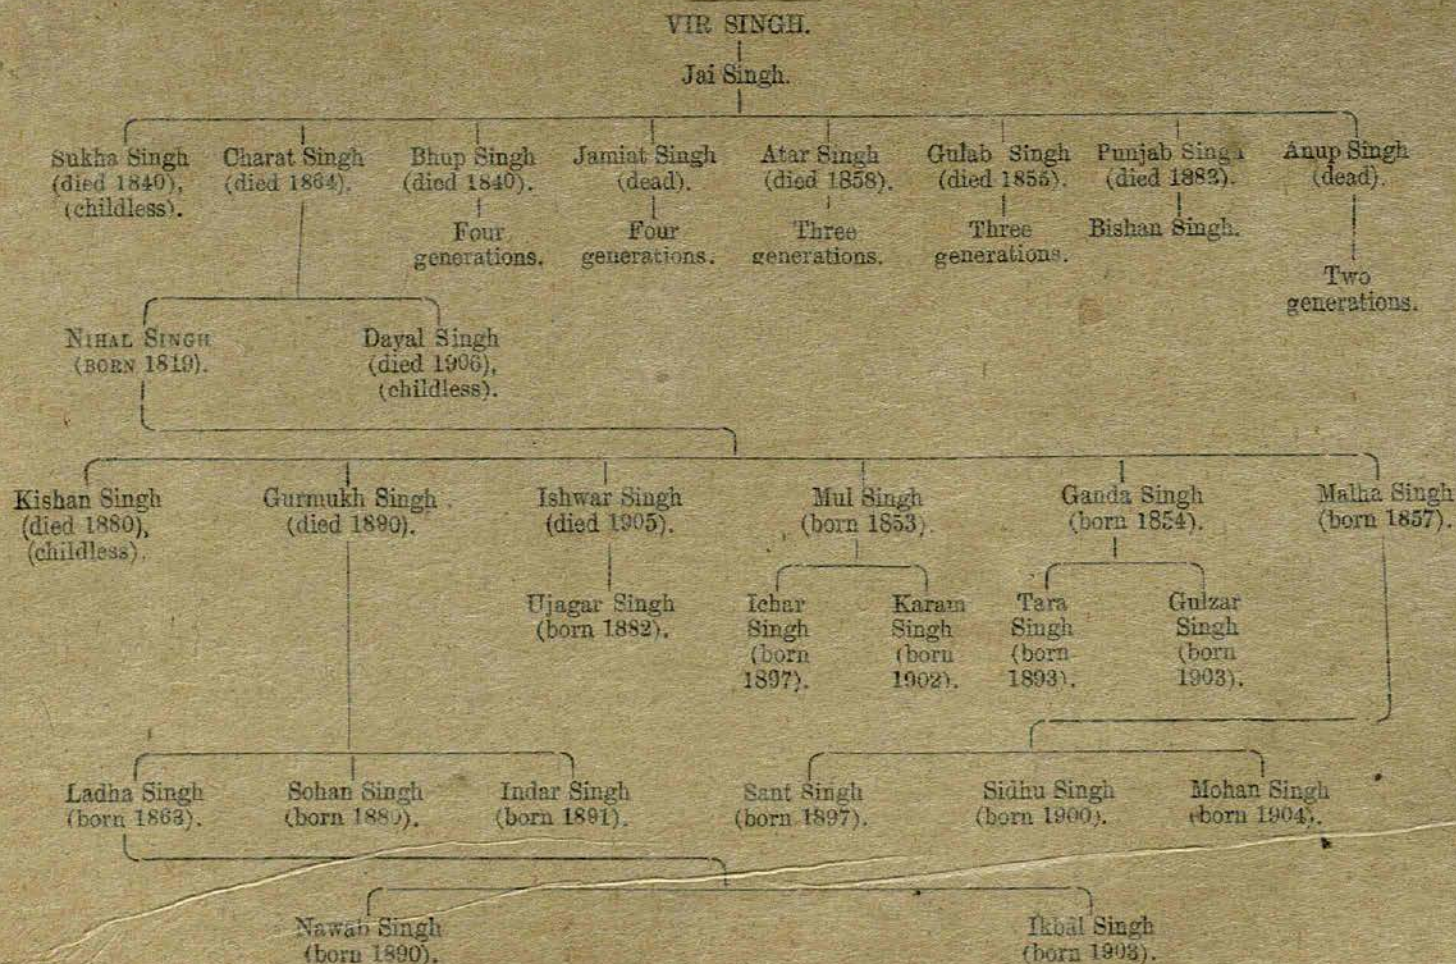 VIR SINGH.
Jai Singh.
Sukha Singh
(died 1840),
(childless).
Charat Singh
(died 1864).
Bhup Singh
(died 1840).
Four
generations.
Jamiat Singh
(dead).
Four
generations.
Atar Singh
(died 1858).
Three
generations.
Gulab Singh
(died 1855).
Three
generations.
Punjab Singh
(died 1882).
Bishan Singh.
Anup Singh
(dead).
Two
generations.
NIHAL SINGH
(BORN 1819).
Dayal Singh
(died 1906),
(childless).
Kishan Singh
(died 1880),
(childless).
Gurmukh Singh
(died 1890).
Ishwar Singh
(died 1905).
Mul Singh
(born 1853).
Ganda Singh
(born 1854).
Malha Singh
(born 1857).
Ujagar Singh
(born 1882).
Ichar
Singh
(born
1897).
Karam
Singh
(born
1902).
Tara
Singh
(born
1893).
Gulzar
Singh
(born
1903).
Ladha Singh
(born 1863).
Sohan Singh
(born
Indar Singh
(born 1891).
Sant Singh
(born 1897).
Sidhu Singh
(born 1900).
Mohan Singh
(born 1904).
Nawab Singh
(born 1890).
Ikbal Singh
(born 1903).